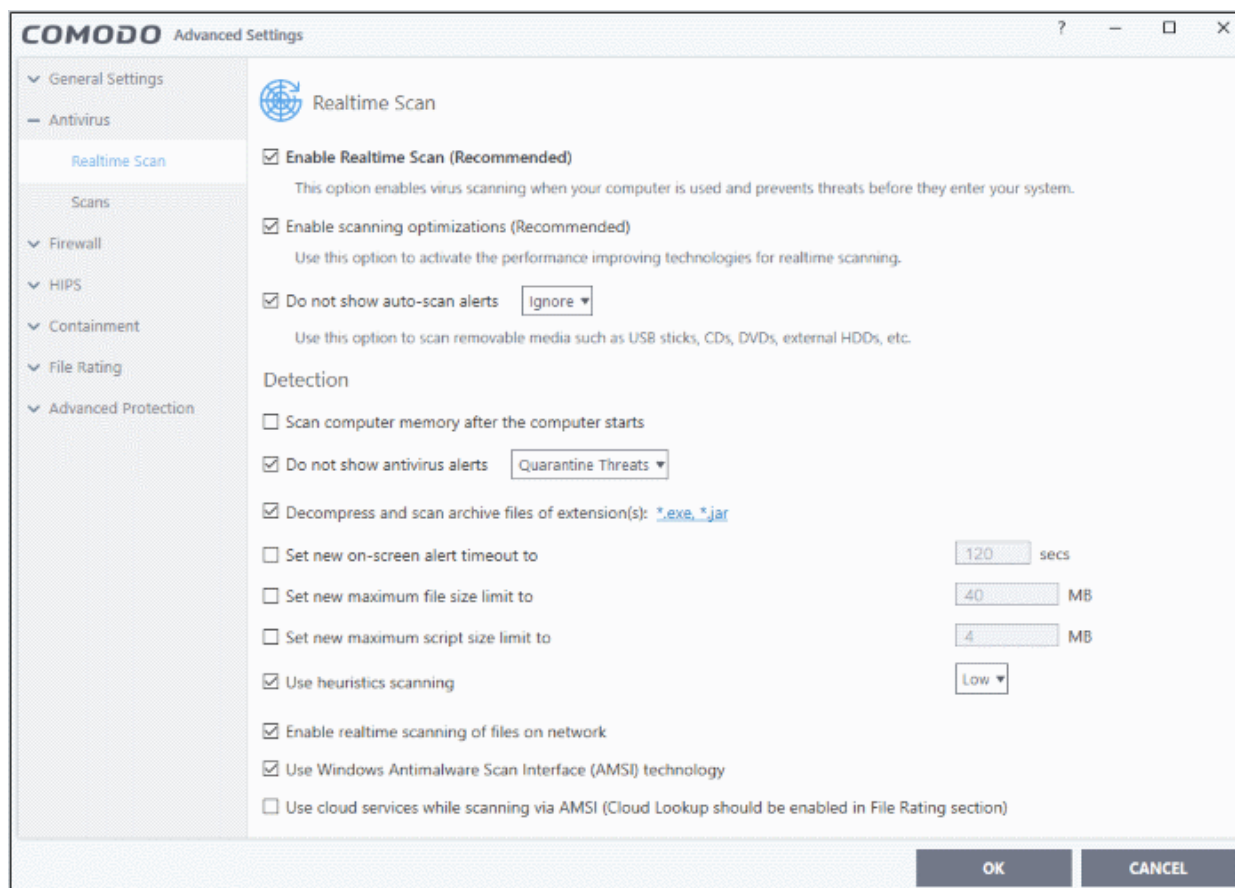 COMODO Advanced Settings ?
General Settings
Antivirus
Realtime Scan
Scans
Firewall
HIPS
Containment
File Rating
Advanced Protection
Realtime Scan
Enable Realtime Scan (Recommended)
This option enables virus scanning when your computer is used and prevents threats before they enter your system.
Enable scanning optimizations (Recommended)
Use this option to activate the performance improving technologies for realtime scanning.
Do not show auto-scan alerts Ignore
Use this option to scan removable media such as USB sticks, CDs, DVDs, external HDDs, etc.
Detection
Scan computer memory after the computer starts
Do not show antivirus alerts Quarantine Threats
Decompress and scan archive files of extension(s): *.exe, *.jar
Set new on-screen alert timeout to 120 secs
Set new maximum file size limit to 40 MB
Set new maximum script size limit to 4 MB
Use heuristics scanning Low
Enable realtime scanning of files on network
Use Windows Antimalware Scan Interface (AMSI) technology
Use cloud services while scanning via AMSI (Cloud Lookup should be enabled in File Rating section)
OK CANCEL